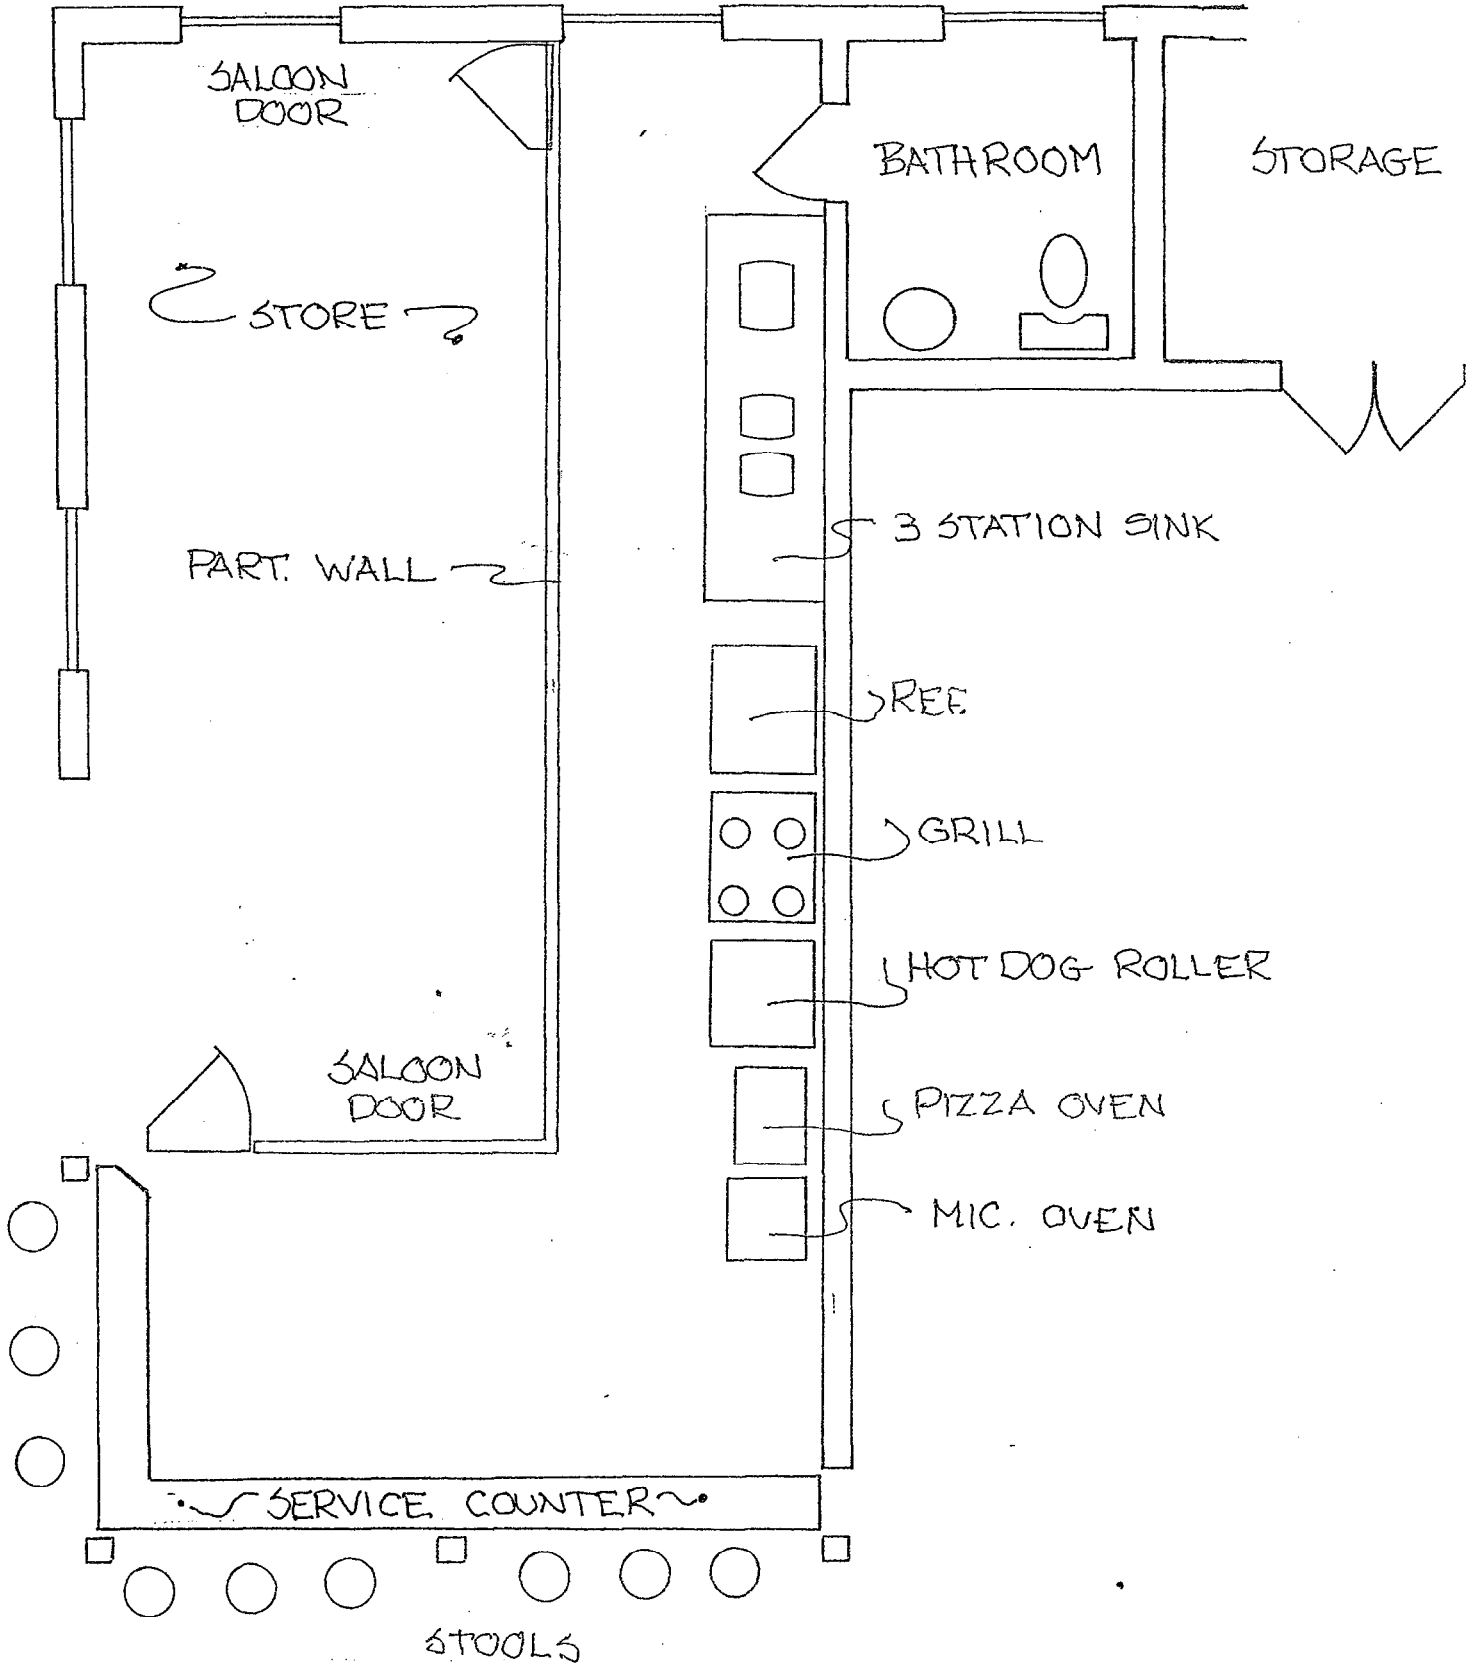 SALOON
DOOR
BATHROOM
STORAGE
STORE
3 STATION SINK
PART. WALL
REF.
GRILL
HOT DOG ROLLER
SALOON
DOOR
PIZZA OVEN
MIC. OVEN
SERVICE COUNTER
STOOLS